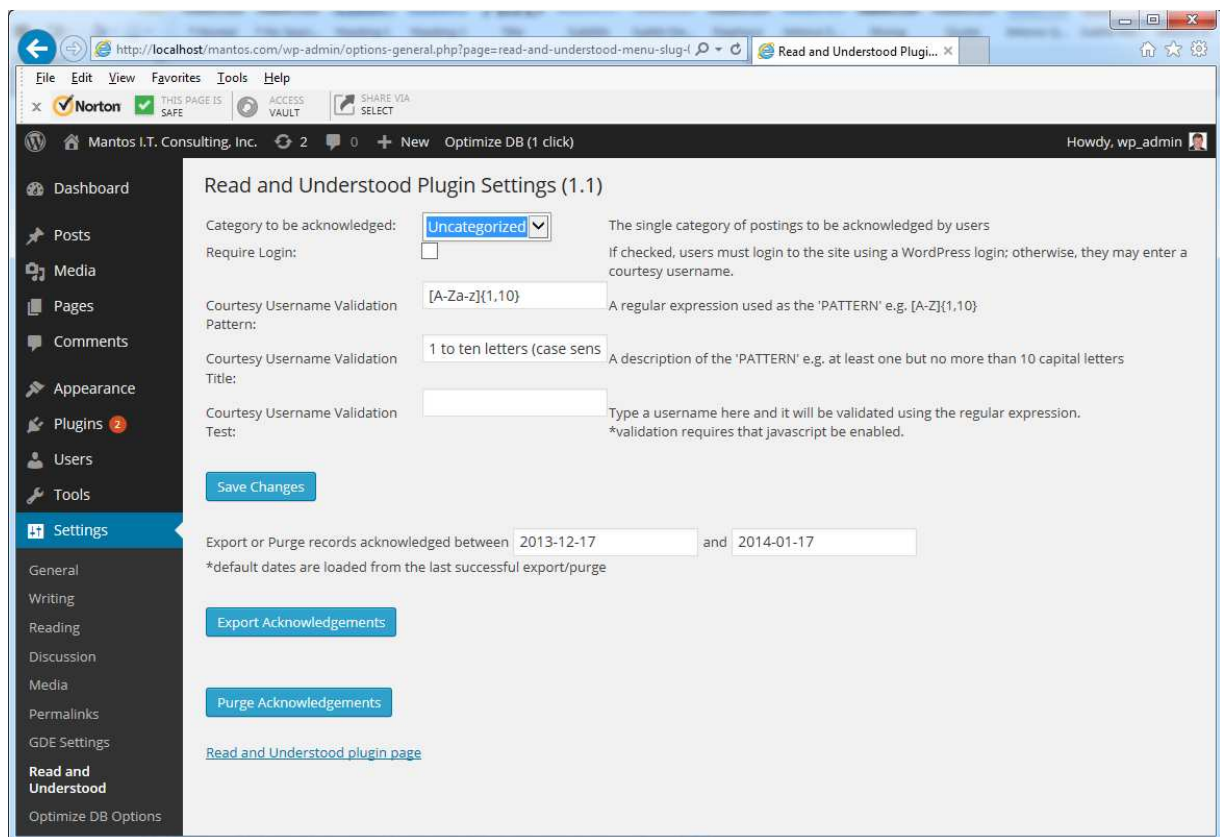 http://localhost/mantos.com/wp-admin/options-general.php?page=read-and-understood-menu-slug-(
Read and Understood Plugi...
File Edit View Favorites Tools Help
Norton
THIS PAGE IS
SAFE
ACCESS
VAULT
SHARE VIA
SELECT
Mantos I.T. Consulting, Inc. 2 0 + New Optimize DB (1 click) Howdy, wp_admin
Dashboard
Posts
Media
Pages
Comments
Appearance
Plugins 2
Users
Tools
Settings
General
Writing
Reading
Discussion
Media
Permalinks
GDE Settings
Read and
Understood
Optimize DB Options
Read and Understood Plugin Settings (1.1)
Category to be acknowledged: Uncategorized The single category of postings to be acknowledged by users
Require Login: If checked, users must login to the site using a WordPress login; otherwise, they may enter a
courtesy username.
Courtesy Username Validation
Pattern:
[A-Za-z]{1,10}
A regular expression used as the 'PATTERN' e.g. [A-Z]{1,10}
Courtesy Username Validation
Title:
1 to ten letters (case sens
A description of the 'PATTERN' e.g. at least one but no more than 10 capital letters
Courtesy Username Validation
Test:
Type a username here and it will be validated using the regular expression.
*validation requires that javascript be enabled.
Save Changes
Export or Purge records acknowledged between 2013-12-17 and 2014-01-17
*default dates are loaded from the last successful export/purge
Export Acknowledgements
Purge Acknowledgements
Read and Understood plugin page